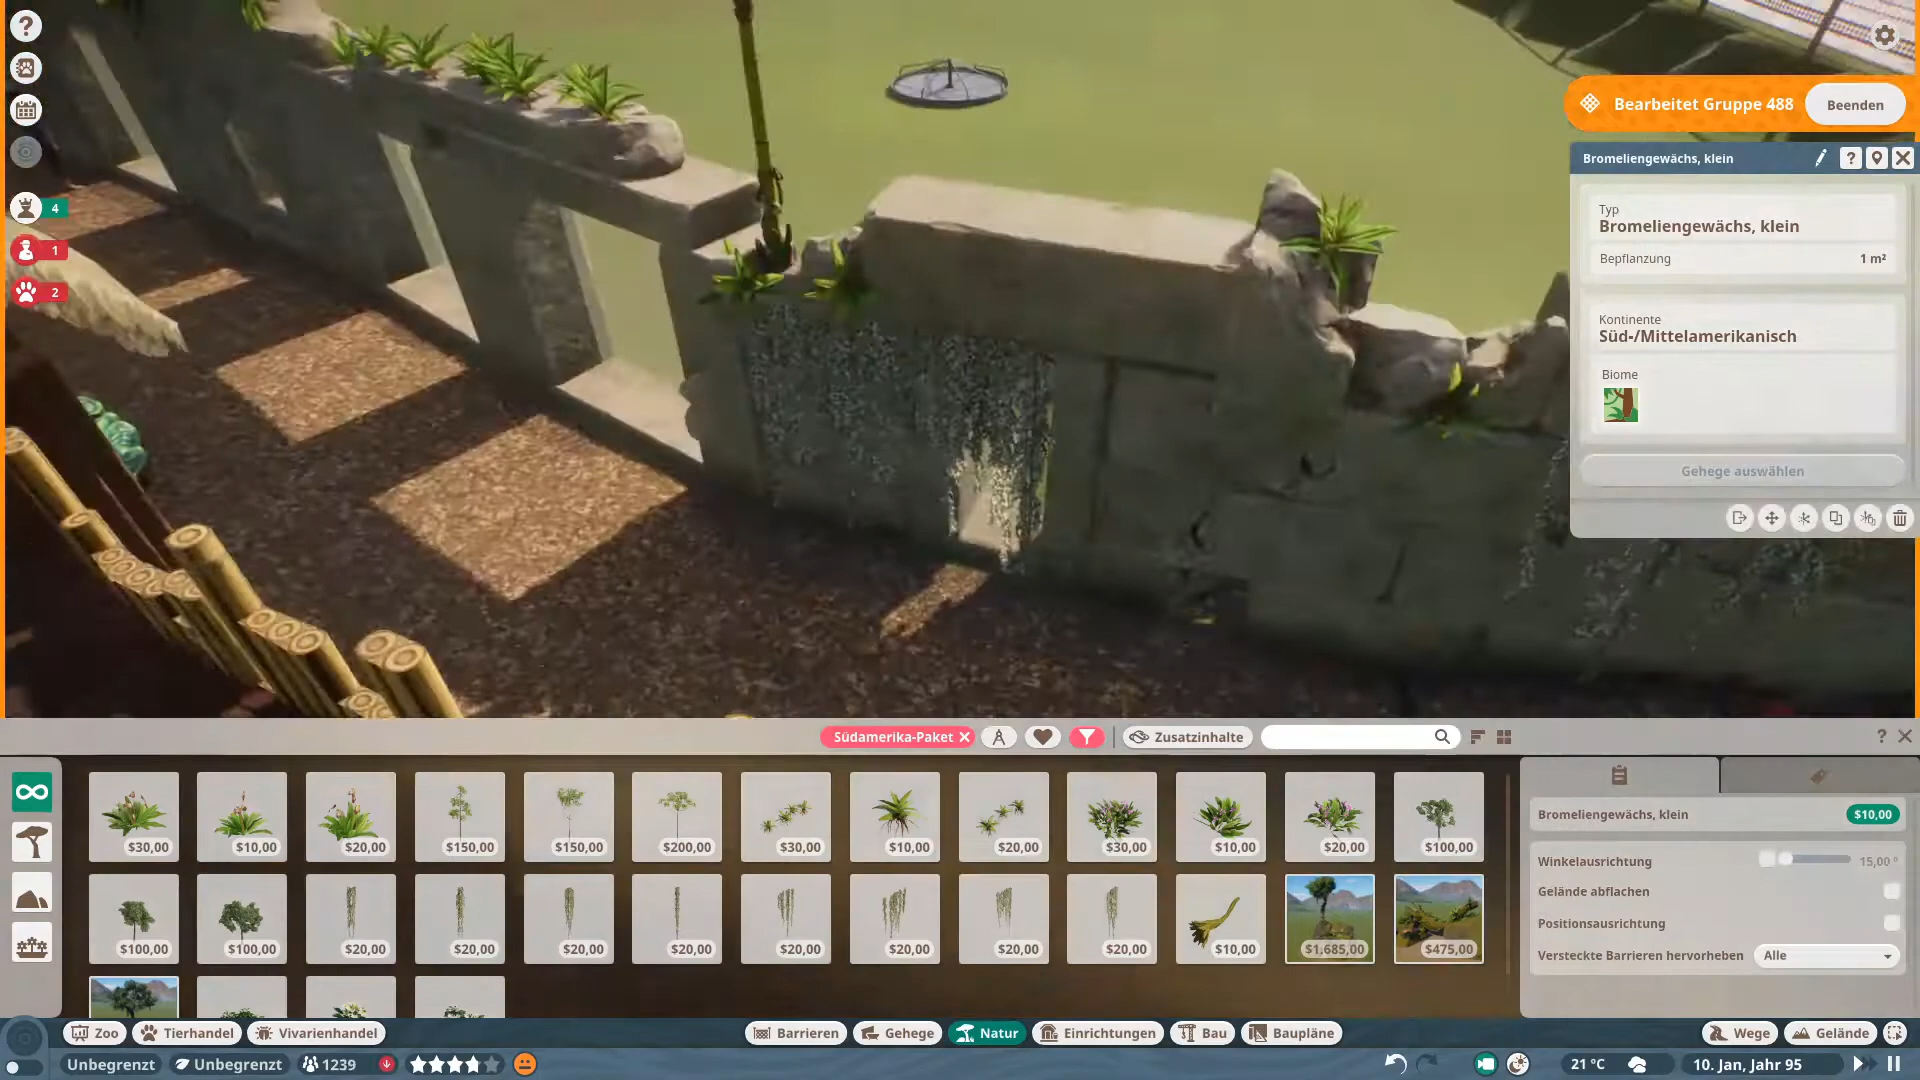 Bearbeitet Gruppe 488
Beenden
4
1
2
Bromeliengewächs, klein
?
Typ
Bromeliengewächs, klein
Bepflanzung 1 m²
Kontinente
Süd-/Mittelamerikanisch
Biome
Gehege auswählen
Südamerika-Paket
Zusatzinhalte
?
$30,00 $10,00 $20,00 $150,00 $150,00 $200,00 $30,00 $10,00 $20,00 $30,00 $10,00 $20,00 $100,00
$100,00 $100,00 $20,00 $20,00 $20,00 $20,00 $20,00 $20,00 $20,00 $20,00 $10,00 $1,685,00 $475,00
Bromeliengewächs, klein $10,00
Winkelausrichtung 15,00 °
Gelände abflachen
Positionsausrichtung
Versteckte Barrieren hervorheben Alle
Zoo Tierhandel Vivarienhandel Barrieren Gehege Natur Einrichtungen Bau Baupläne Wege Gelände
Unbegrenzt Unbegrenzt 1239 21 °C 10. Jan, Jahr 95